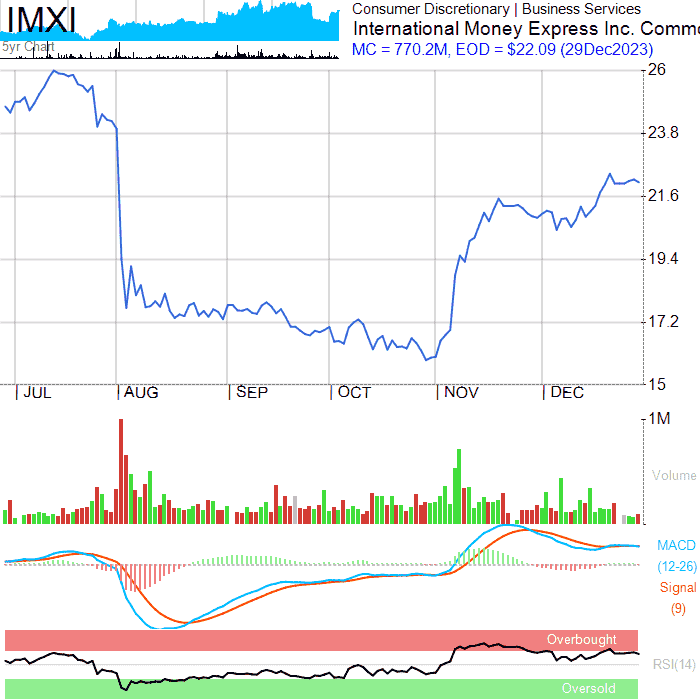 IMXI
5yr Chart
Consumer Discretionary | Business Services
International Money Express Inc. Commo
MC = 770.2M, EOD = $22.09 (29Dec2023)
26
23.8
21.6
19.4
17.2
15
JUL AUG SEP OCT NOV DEC
1M
Volume
MACD
(12-26)
Signal
(9)
Overbought
RSI(14)
Oversold